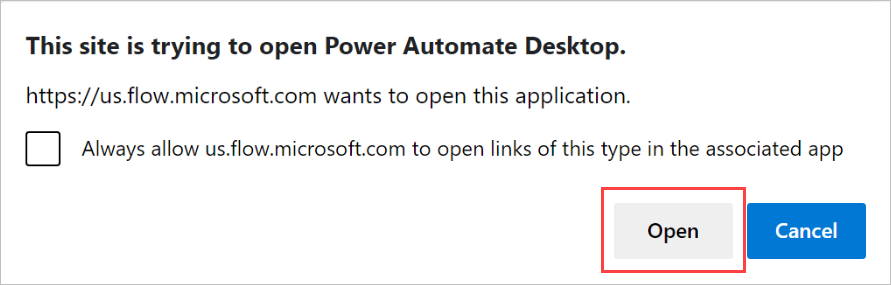 This site is trying to open Power Automate Desktop.
https://us.flow.microsoft.com wants to open this application.
Always allow us.flow.microsoft.com to open links of this type in the associated app
Open Cancel